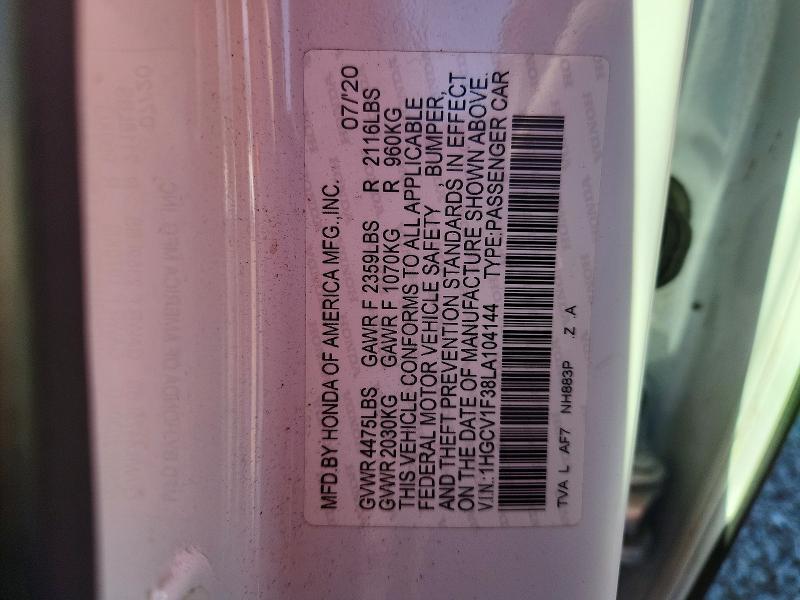 MFD.BY HONDA OF AMERICA MFG.,INC. 07/'20
GVWR 4475LBS GAWR F 2359LBS R 2116LBS
GVWR 2030KG GAWR F 1070KG R 960KG
THIS VEHICLE CONFORMS TO ALL APPLICABLE
FEDERAL MOTOR VEHICLE SAFETY , BUMPER,
AND THEFT PREVENTION STANDARDS IN EFFECT
ON THE DATE OF MANUFACTURE SHOWN ABOVE.
V.I.N.:1HGCV1F38LA104144 TYPE:PASSENGER CAR
TVA L AF7 NH883P .Z A